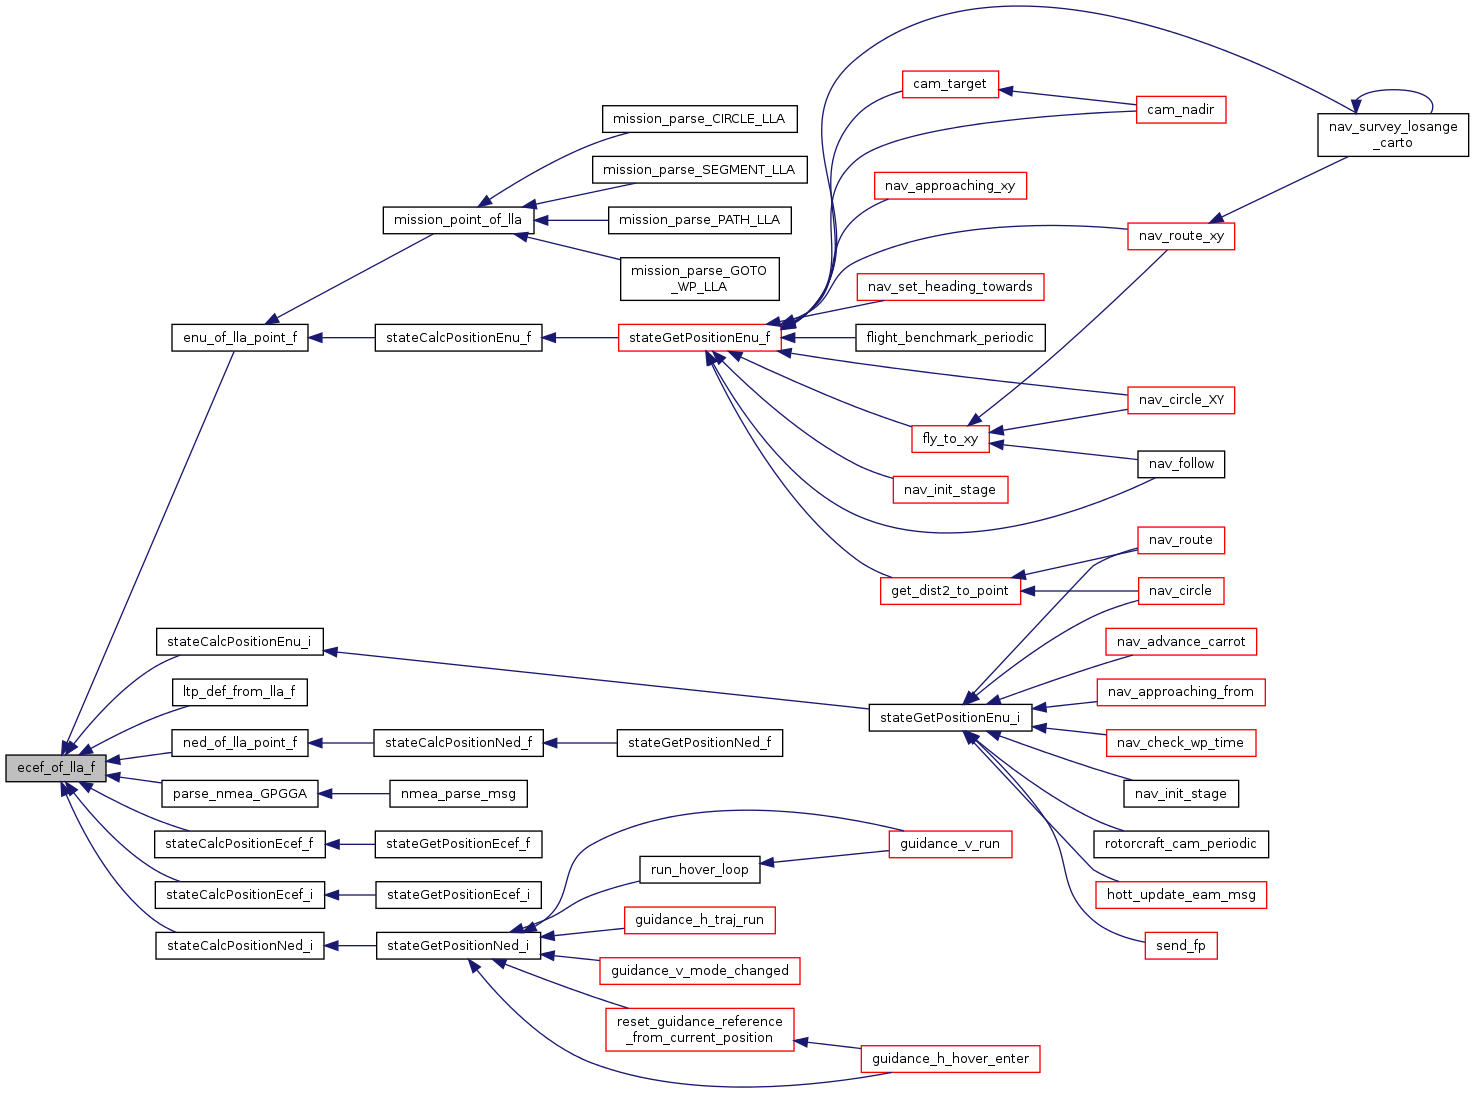 cam_target
cam_nadir
mission_parse_CIRCLE_LLA
nav_survey_losange
_carto
mission_parse_SEGMENT_LLA
nav_approaching_xy
mission_point_of_lla
mission_parse_PATH_LLA
nav_route_xy
mission_parse_GOTO
_WP_LLA
nav_set_heading_towards
enu_of_lla_point_f
stateCalcPositionEnu_f
stateGetPositionEnu_f
flight_benchmark_periodic
nav_circle_XY
fly_to_xy
nav_follow
nav_init_stage
nav_route
get_dist2_to_point
nav_circle
stateCalcPositionEnu_i
nav_advance_carrot
ltp_def_from_lla_f
nav_approaching_from
stateGetPositionEnu_i
ned_of_lla_point_f
stateCalcPositionNed_f
stateGetPositionNed_f
nav_check_wp_time
ecef_of_lla_f
parse_nmea_GPGGA
nmea_parse_msg
nav_init_stage
stateCalcPositionEcef_f
stateGetPositionEcef_f
guidance_v_run
rotorcraft_cam_periodic
run_hover_loop
stateCalcPositionEcef_i
stateGetPositionEcef_i
hott_update_eam_msg
guidance_h_traj_run
stateCalcPositionNed_i
stateGetPositionNed_i
send_fp
guidance_v_mode_changed
reset_guidance_reference
_from_current_position
guidance_h_hover_enter